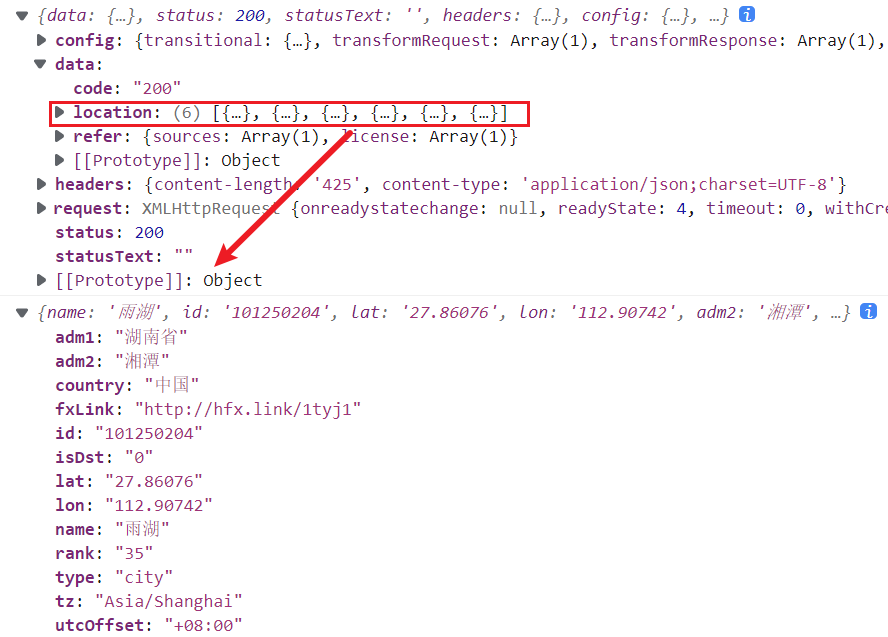 {data: {…}, status: 200, statusText: '', headers: {…}, config: {…}, …}
config: {transitional: {…}, transformRequest: Array(1), transformResponse: Array(1),
data:
code: "200"
location: (6) [{…}, {…}, {…}, {…}, {…}, {…}]
refer: {sources: Array(1), license: Array(1)}
[[Prototype]]: Object
headers: {content-length: '425', content-type: 'application/json;charset=UTF-8'}
request: XMLHttpRequest {onreadystatechange: null, readyState: 4, timeout: 0, withCre
status: 200
statusText: ""
[[Prototype]]: Object
{name: '雨湖', id: '101250204', lat: '27.86076', lon: '112.90742', adm2: '湘潭', …}
adm1: "湖南省"
adm2: "湘潭"
country: "中国"
fxLink: "http://hfx.link/1tyj1"
id: "101250204"
isDst: "0"
lat: "27.86076"
lon: "112.90742"
name: "雨湖"
rank: "35"
type: "city"
tz: "Asia/Shanghai"
utcOffset: "+08:00"